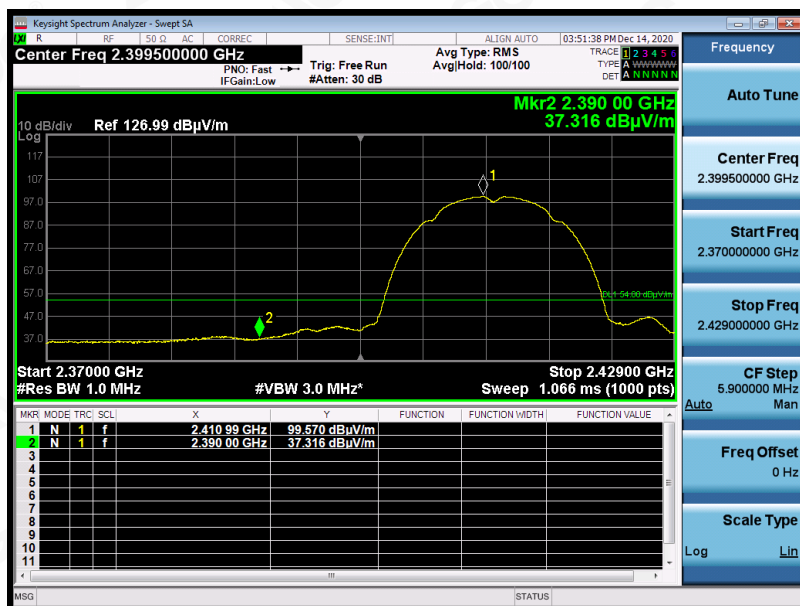 Keysight Spectrum Analyzer - Swept SA
LXI R RF 50 Ω AC CORREC SENSE:INT ALIGN AUTO 03:51:38 PM Dec 14, 2020
Center Freq 2.399500000 GHz
PNO: Fast
IFGain:Low
Trig: Free Run
#Atten: 30 dB
Avg Type: RMS
Avg|Hold: 100/100
TRACE 1 2 3 4 5 6
TYPE A WWWWW
DET A N N N N N
Mkr2 2.390 00 GHz
37.316 dBµV/m
10 dB/div Ref 126.99 dBµV/m
Log
117
107
97.0
87.0
77.0
67.0
57.0
47.0
37.0
1
2
DL1 54.00 dBµV/m
Start 2.37000 GHz Stop 2.42900 GHz
#Res BW 1.0 MHz #VBW 3.0 MHz* Sweep 1.066 ms (1000 pts)
MKR MODE TRC SCL X Y FUNCTION FUNCTION WIDTH FUNCTION VALUE
1 N 1 f 2.410 99 GHz 99.570 dBµV/m
2 N 1 f 2.390 00 GHz 37.316 dBµV/m
3
4
5
6
7
8
9
10
11
MSG STATUS
Frequency
Auto Tune
Center Freq
2.399500000 GHz
Start Freq
2.370000000 GHz
Stop Freq
2.429000000 GHz
CF Step
5.900000 MHz
Auto Man
Freq Offset
0 Hz
Scale Type
Log Lin